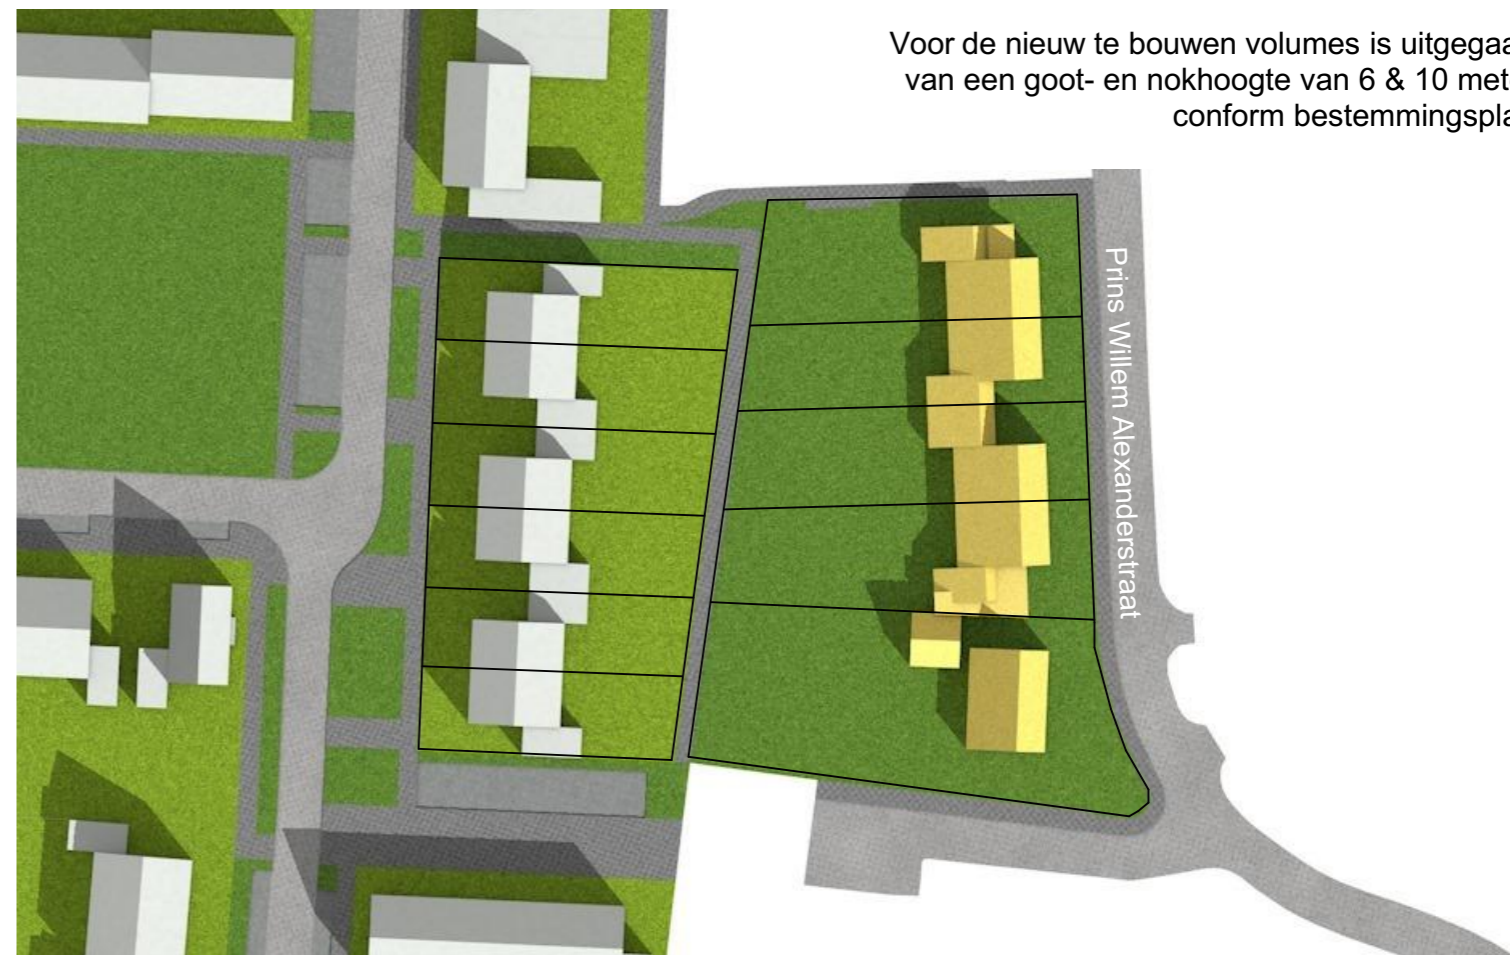 Voor de nieuw te bouwen volumes is uitgegaa
van een goot- en nokhoogte van 6 & 10 met
conform bestemmingspla
Prins Willem Alexanderstraat